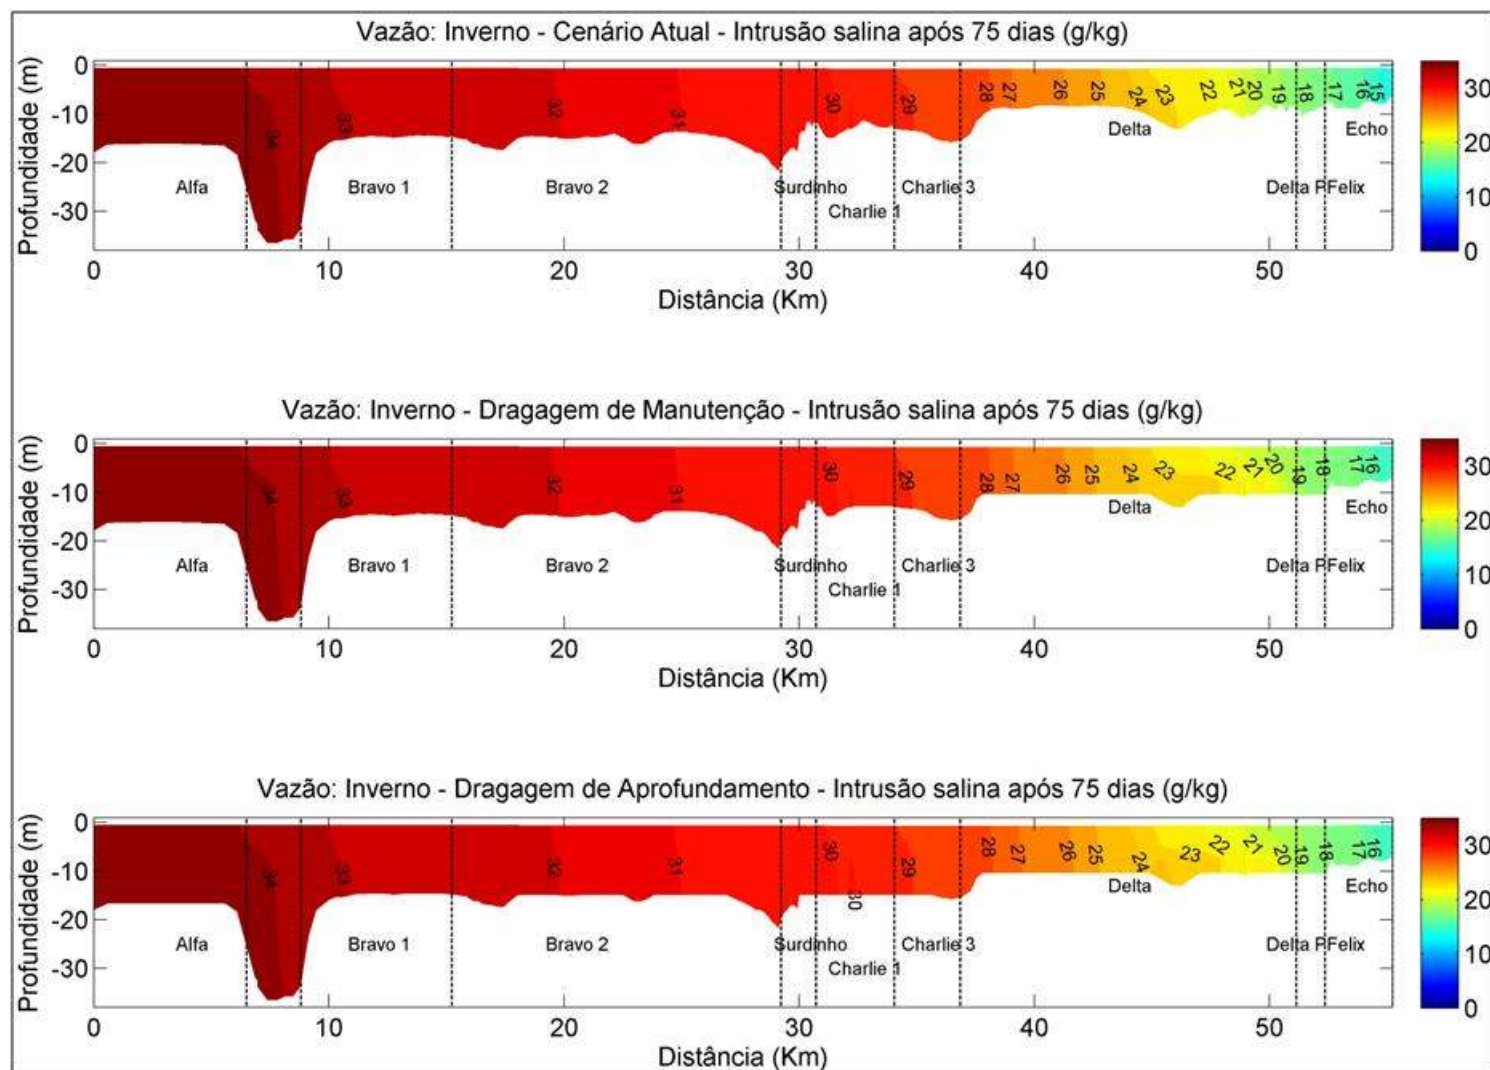 Vazão: Inverno - Cenário Atual - Intrusão salina após 75 dias (g/kg)
Profundidade (m)
0
-10
-20
-30
34 33 32 31 30 29 28 27 26 25 24 23 22 21 20 19 18 17 16 15
Delta Echo
Alfa Bravo 1 Bravo 2 Surdinho Charlie 3 Delta P Felix
Charlie 1
30
20
10
0
0 10 20 30 40 50
Distância (Km)
Vazão: Inverno - Dragagem de Manutenção - Intrusão salina após 75 dias (g/kg)
Profundidade (m)
0
-10
-20
-30
34 33 32 31 30 29 28 27 26 25 24 23 22 21 20 19 18 17 16
Delta Echo
Alfa Bravo 1 Bravo 2 Surdinho Charlie 3 Delta P Felix
Charlie 1
30
20
10
0
0 10 20 30 40 50
Distância (Km)
Vazão: Inverno - Dragagem de Aprofundamento - Intrusão salina após 75 dias (g/kg)
Profundidade (m)
0
-10
-20
-30
34 33 32 31 30 30 29 28 27 26 25 24 23 22 21 20 19 18 17 16
Delta Echo
Alfa Bravo 1 Bravo 2 Surdinho Charlie 3 Delta P Felix
Charlie 1
30
20
10
0
0 10 20 30 40 50
Distância (Km)